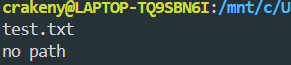 crakeny@LAPTOP-TQ9SBN6I:/mnt/c/U
test.txt
no path